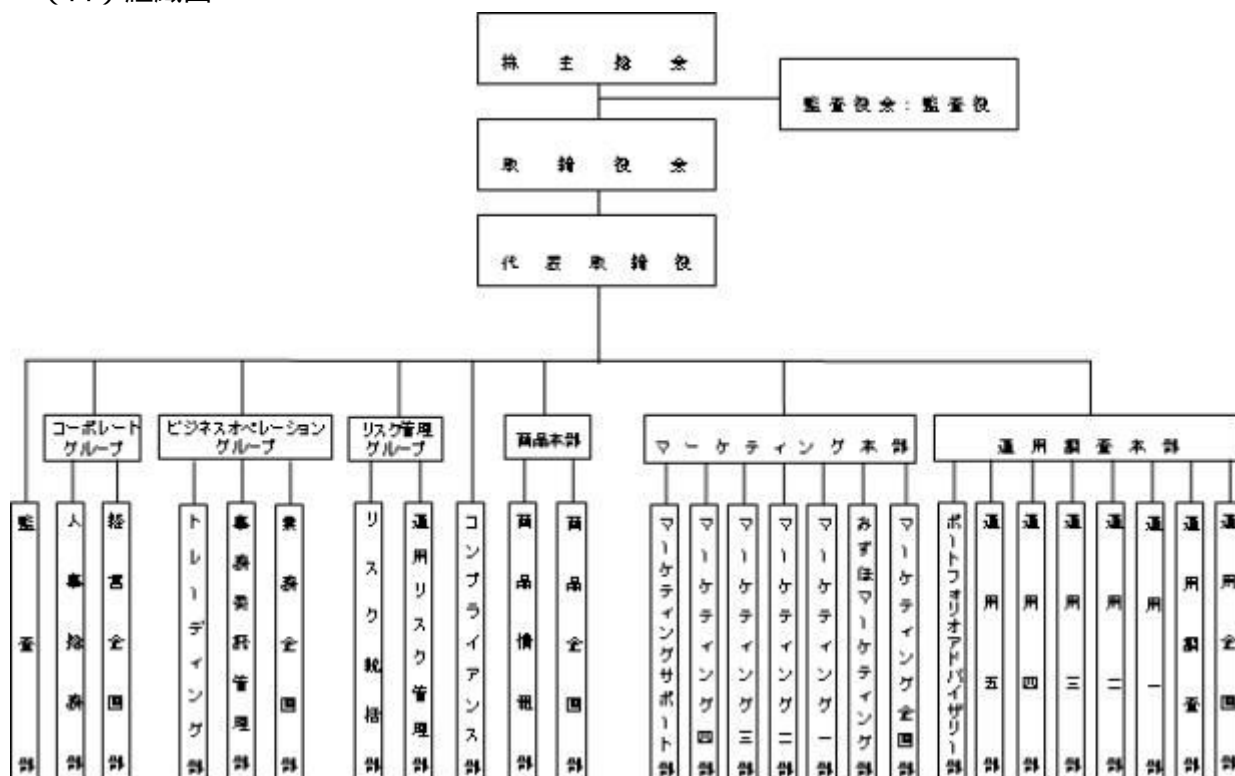 株主総会
監査役会：監査役
取締役会
代表取締役
コーポレート
グループ
ビジネスオペレーション
グループ
リスク管理
グループ
商品本部
マーケティング本部
運用調査本部
監査部
人事総務部
経営企画部
トレーディング部
事務委託管理部
業務企画部
リスク統括部
運用リスク管理部
コンプライアンス部
商品情報部
商品企画部
マーケティングサポート部
マーケティング四部
マーケティング三部
マーケティング二部
マーケティング一部
みずほマーケティング部
マーケティング企画部
ポートフォリオアドバイザリー部
運用五部
運用四部
運用三部
運用二部
運用一部
運用調査部
運用企画部